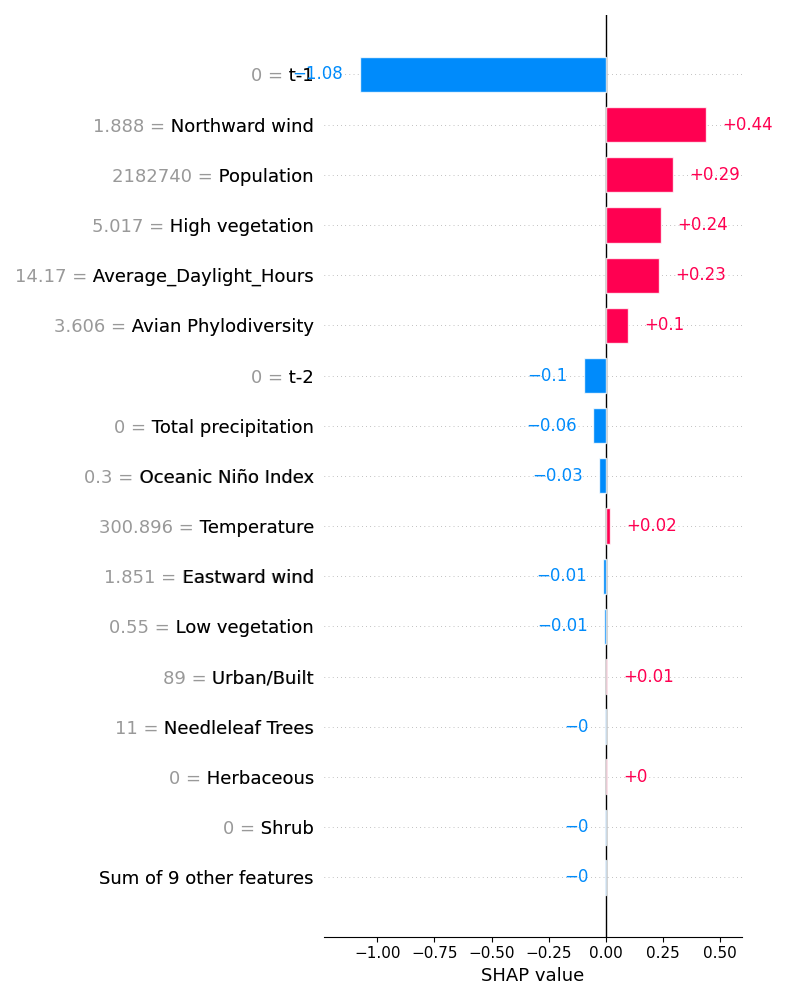 0 = t-1 −1.08
1.888 = Northward wind +0.44
2182740 = Population +0.29
5.017 = High vegetation +0.24
14.17 = Average_Daylight_Hours +0.23
3.606 = Avian Phylodiversity +0.1
0 = t-2 −0.1
0 = Total precipitation −0.06
0.3 = Oceanic Niño Index −0.03
300.896 = Temperature +0.02
1.851 = Eastward wind −0.01
0.55 = Low vegetation −0.01
89 = Urban/Built +0.01
11 = Needleleaf Trees −0
0 = Herbaceous +0
0 = Shrub −0
Sum of 9 other features −0
−1.00 −0.75 −0.50 −0.25 0.00 0.25 0.50
SHAP value